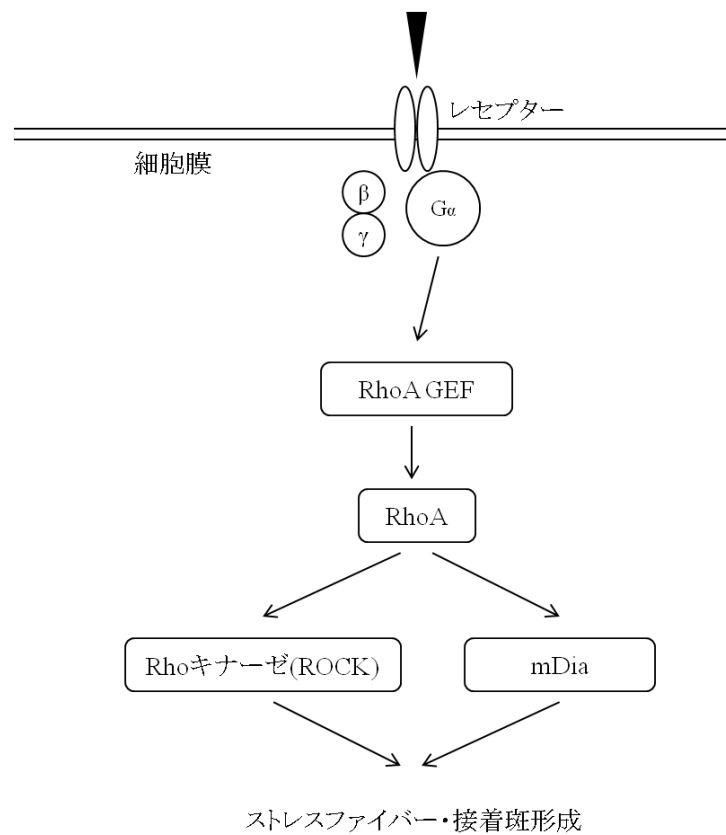 レセプター
細胞膜
β
γ
Gα
RhoA GEF
RhoA
Rhoキナーゼ(ROCK)
mDia
ストレスファイバー・接着斑形成